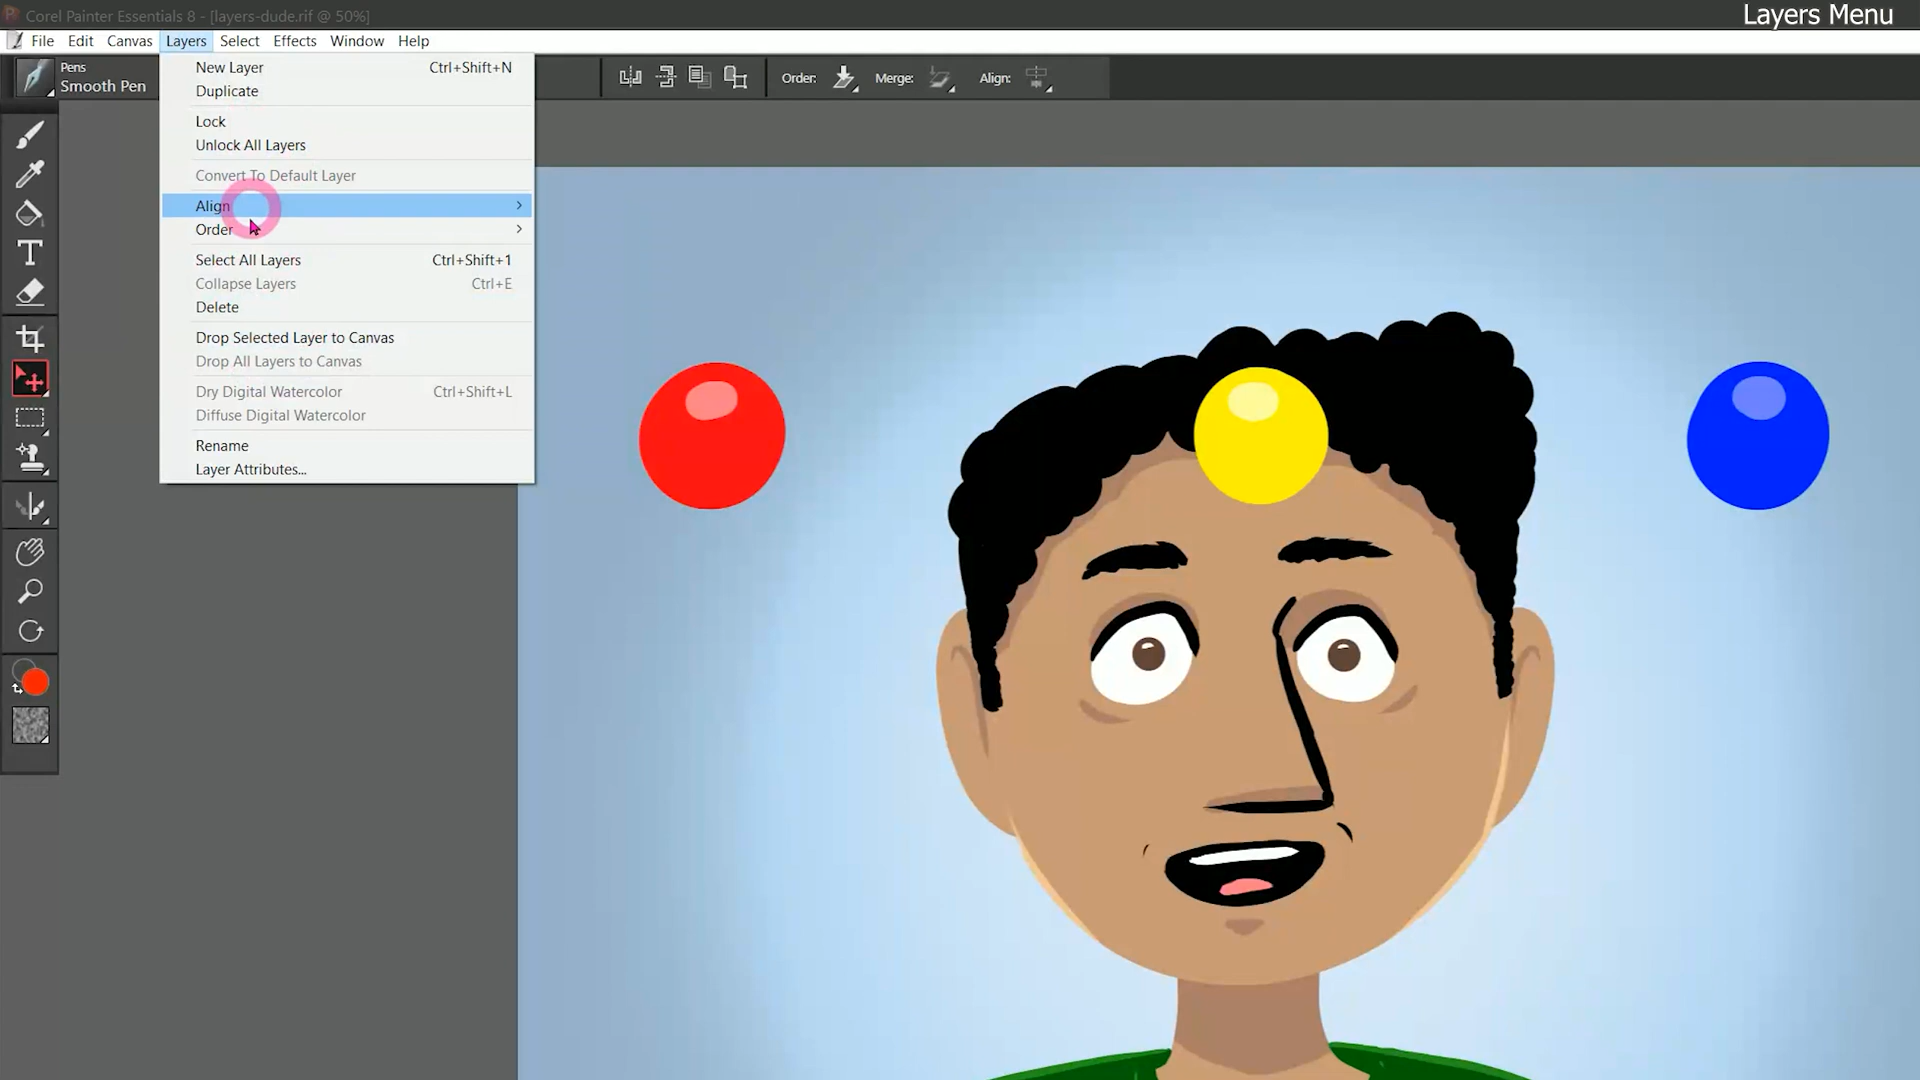 Corel Painter Essentials 8 - [layers-dude.rif @ 50%]
Layers Menu
File Edit Canvas Layers Select Effects Window Help
Pens
Smooth Pen
Order: Merge: Align:
New Layer Ctrl+Shift+N
Duplicate
Lock
Unlock All Layers
Convert To Default Layer
Align
Order
Select All Layers Ctrl+Shift+1
Collapse Layers Ctrl+E
Delete
Drop Selected Layer to Canvas
Drop All Layers to Canvas
Dry Digital Watercolor Ctrl+Shift+L
Diffuse Digital Watercolor
Rename
Layer Attributes...